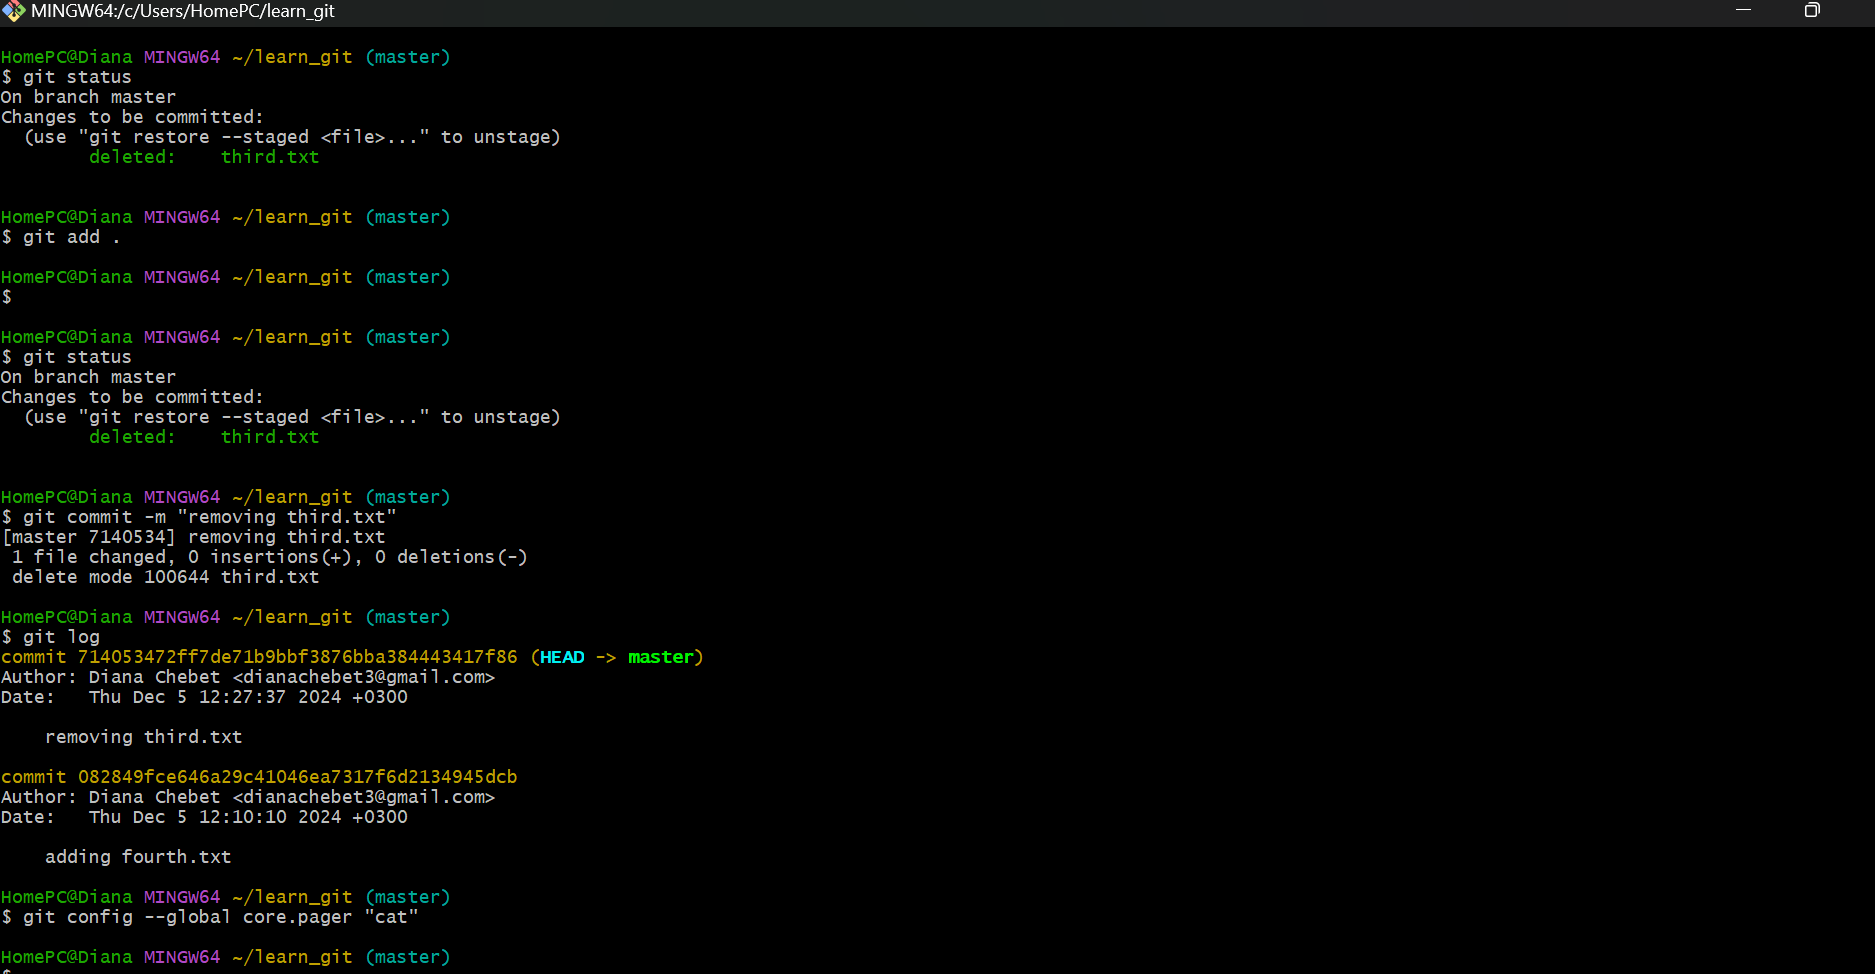 MINGW64:/c/Users/HomePC/learn_git
HomePC@Diana MINGW64 ~/learn_git (master)
$ git status
On branch master
Changes to be committed:
  (use "git restore --staged <file>..." to unstage)
        deleted:    third.txt
HomePC@Diana MINGW64 ~/learn_git (master)
$ git add .
HomePC@Diana MINGW64 ~/learn_git (master)
$
HomePC@Diana MINGW64 ~/learn_git (master)
$ git status
On branch master
Changes to be committed:
  (use "git restore --staged <file>..." to unstage)
        deleted:    third.txt
HomePC@Diana MINGW64 ~/learn_git (master)
$ git commit -m "removing third.txt"
[master 7140534] removing third.txt
 1 file changed, 0 insertions(+), 0 deletions(-)
 delete mode 100644 third.txt
HomePC@Diana MINGW64 ~/learn_git (master)
$ git log
commit 714053472ff7de71b9bbf3876bba384443417f86 (HEAD -> master)
Author: Diana Chebet <dianachebet3@gmail.com>
Date:   Thu Dec 5 12:27:37 2024 +0300
    removing third.txt
commit 082849fce646a29c41046ea7317f6d2134945dcb
Author: Diana Chebet <dianachebet3@gmail.com>
Date:   Thu Dec 5 12:10:10 2024 +0300
    adding fourth.txt
HomePC@Diana MINGW64 ~/learn_git (master)
$ git config --global core.pager "cat"
HomePC@Diana MINGW64 ~/learn_git (master)